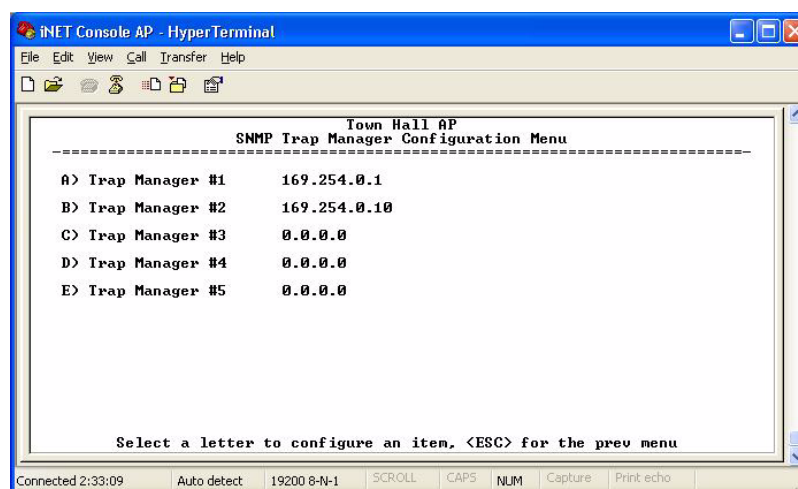 iNET Console AP - HyperTerminal
File Edit View Call Transfer Help
Town Hall AP
SNMP Trap Manager Configuration Menu
A) Trap Manager #1 169.254.0.1
B) Trap Manager #2 169.254.0.10
C) Trap Manager #3 0.0.0.0
D) Trap Manager #4 0.0.0.0
E) Trap Manager #5 0.0.0.0
Select a letter to configure an item, <ESC> for the prev menu
Connected 2:33:09 Auto detect 19200 8-N-1 SCROLL CAPS NUM Capture Print echo